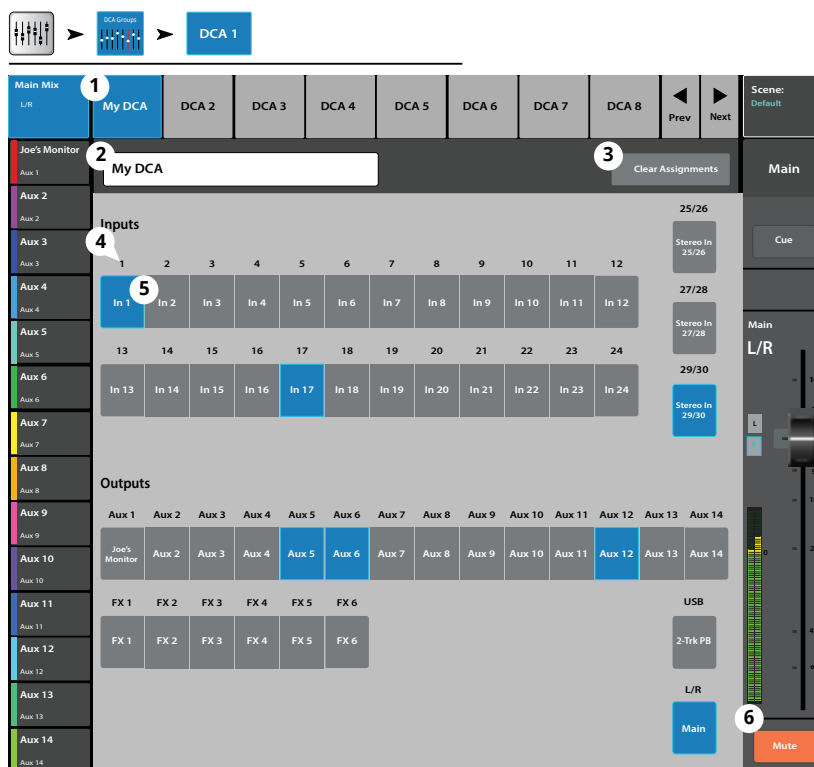 DCA Groups
DCA 1
Main Mix
L/R
1
My DCA
DCA 2
DCA 3
DCA 4
DCA 5
DCA 6
DCA 7
DCA 8
Prev
Next
Scene:
Default
Joe's Monitor
Aux 1
Aux 2
Aux 2
Aux 3
Aux 3
Aux 4
Aux 4
Aux 5
Aux 5
Aux 6
Aux 6
Aux 7
Aux 7
Aux 8
Aux 8
Aux 9
Aux 9
Aux 10
Aux 10
Aux 11
Aux 11
Aux 12
Aux 12
Aux 13
Aux 13
Aux 14
Aux 14
2
My DCA
3
Clear Assignments
Inputs
4
1 2 3 4 5 6 7 8 9 10 11 12
5
In 1 In 2 In 3 In 4 In 5 In 6 In 7 In 8 In 9 In 10 In 11 In 12
13 14 15 16 17 18 19 20 21 22 23 24
In 13 In 14 In 15 In 16 In 17 In 18 In 19 In 20 In 21 In 22 In 23 In 24
25/26
Stereo In
25/26
27/28
Stereo In
27/28
29/30
Stereo In
29/30
Outputs
Aux 1 Aux 2 Aux 3 Aux 4 Aux 5 Aux 6 Aux 7 Aux 8 Aux 9 Aux 10 Aux 11 Aux 12 Aux 13 Aux 14
Joe's
Monitor
Aux 2 Aux 3 Aux 4 Aux 5 Aux 6 Aux 7 Aux 8 Aux 9 Aux 10 Aux 11 Aux 12 Aux 13 Aux 14
FX 1 FX 2 FX 3 FX 4 FX 5 FX 6
FX 1 FX 2 FX 3 FX 4 FX 5 FX 6
USB
2-Trk PB
L/R
Main
Main
Cue
Main
L/R
L
0
6
Mute